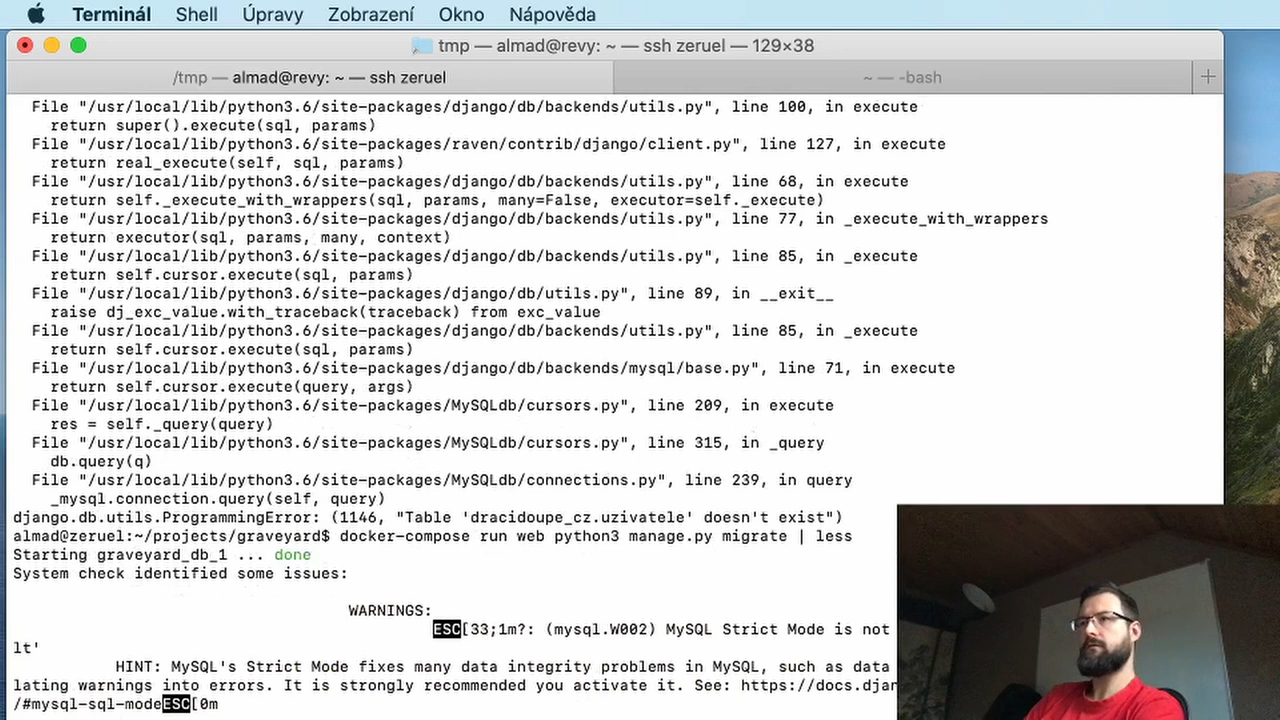 Terminál Shell Úpravy Zobrazení Okno Nápověda
tmp — almad@revy: ~ — ssh zeruel — 129×38
/tmp — almad@revy: ~ — ssh zeruel
~ — -bash
File "/usr/local/lib/python3.6/site-packages/django/db/backends/utils.py", line 100, in execute
return super().execute(sql, params)
File "/usr/local/lib/python3.6/site-packages/raven/contrib/django/client.py", line 127, in execute
return real_execute(self, sql, params)
File "/usr/local/lib/python3.6/site-packages/django/db/backends/utils.py", line 68, in execute
return self._execute_with_wrappers(sql, params, many=False, executor=self._execute)
File "/usr/local/lib/python3.6/site-packages/django/db/backends/utils.py", line 77, in _execute_with_wrappers
return executor(sql, params, many, context)
File "/usr/local/lib/python3.6/site-packages/django/db/backends/utils.py", line 85, in _execute
return self.cursor.execute(sql, params)
File "/usr/local/lib/python3.6/site-packages/django/db/utils.py", line 89, in __exit__
raise dj_exc_value.with_traceback(traceback) from exc_value
File "/usr/local/lib/python3.6/site-packages/django/db/backends/utils.py", line 85, in _execute
return self.cursor.execute(sql, params)
File "/usr/local/lib/python3.6/site-packages/django/db/backends/mysql/base.py", line 71, in execute
return self.cursor.execute(query, args)
File "/usr/local/lib/python3.6/site-packages/MySQLdb/cursors.py", line 209, in execute
res = self._query(query)
File "/usr/local/lib/python3.6/site-packages/MySQLdb/cursors.py", line 315, in _query
db.query(q)
File "/usr/local/lib/python3.6/site-packages/MySQLdb/connections.py", line 239, in query
_mysql.connection.query(self, query)
django.db.utils.ProgrammingError: (1146, "Table 'dracidoupe_cz.uzivatele' doesn't exist")
almad@zeruel:~/projects/graveyard$ docker-compose run web python3 manage.py migrate | less
Starting graveyard_db_1 ... done
System check identified some issues:
WARNINGS:
ESC[33;1m?: (mysql.W002) MySQL Strict Mode is not
lt'
HINT: MySQL's Strict Mode fixes many data integrity problems in MySQL, such as data
lating warnings into errors. It is strongly recommended you activate it. See: https://docs.djan
/#mysql-sql-modeESC[0m